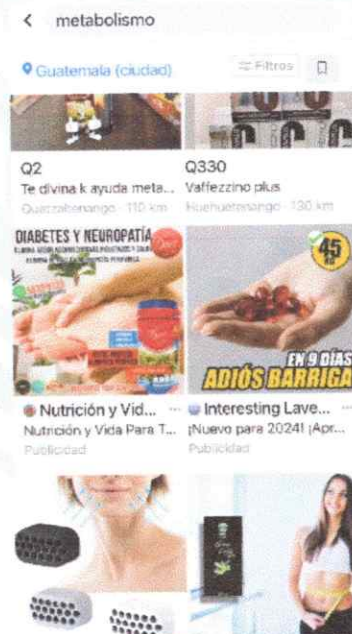 metabolismo
Guatemala (ciudad)
Filtros
Q2
Q330
Te divina k ayuda meta...
Vaffezzino plus
Quetzaltenango · 110 km
Huehuetenango · 130 km
DIABETES Y NEUROPATÍA
45
EN 9 DÍAS
ADIÓS BARRIGA
Nutrición y Vid... ...
Interesting Lave... ...
Nutrición y Vida Para T...
¡Nuevo para 2024! ¡Apr...
Publicidad
Publicidad